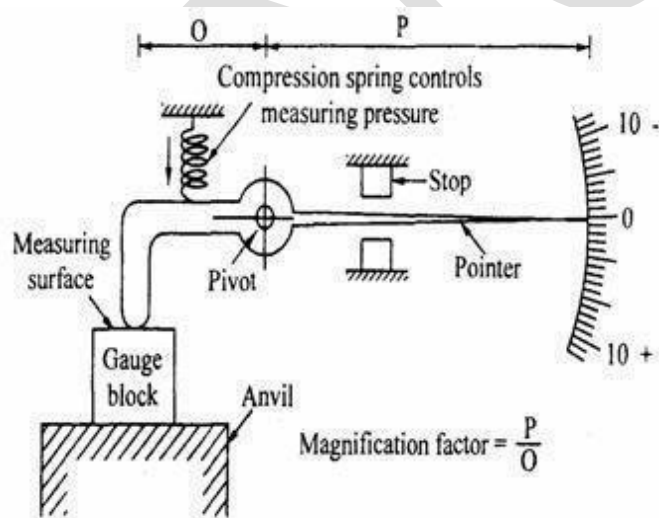 O
P
Compression spring controls
measuring pressure
10 -
Stop
0
Measuring
surface
Pivot
Pointer
Gauge
block
10 +
Anvil
Magnification factor = P/O